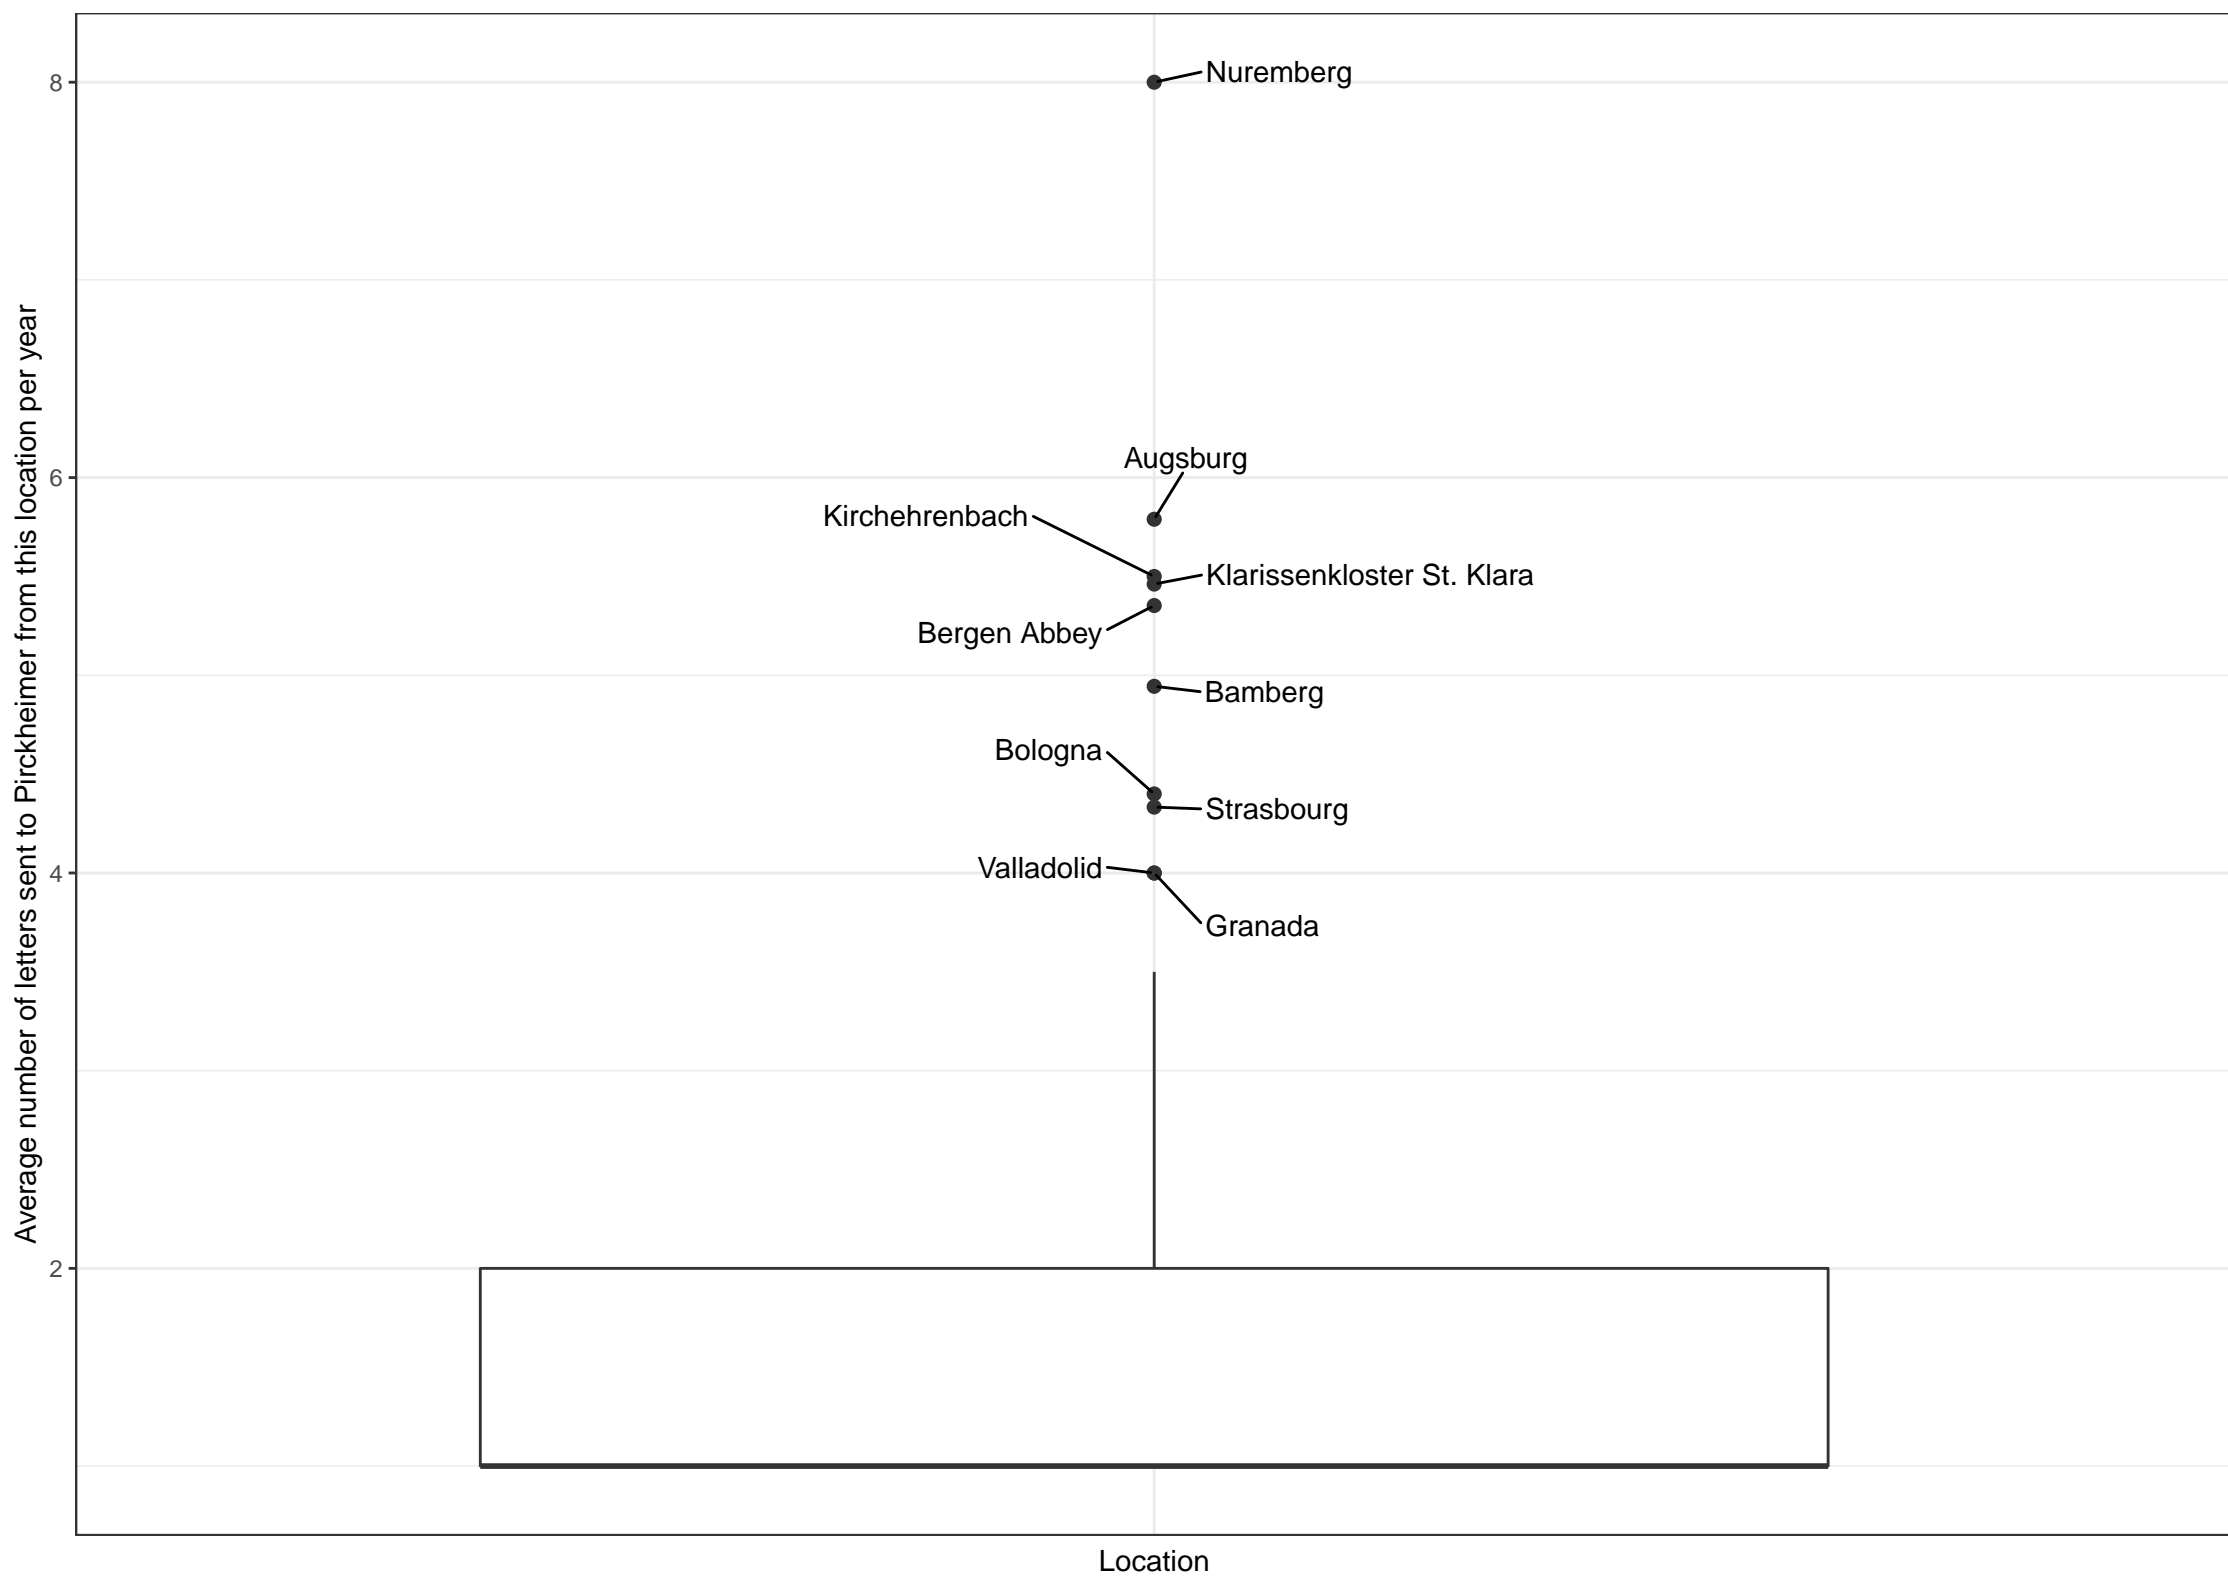 Average number of letters sent to Pirckheimer from this location per year
8
6
4
2
Nuremberg
Augsburg
Kirchehrenbach
Klarissenkloster St. Klara
Bergen Abbey
Bamberg
Bologna
Strasbourg
Valladolid
Granada
Location